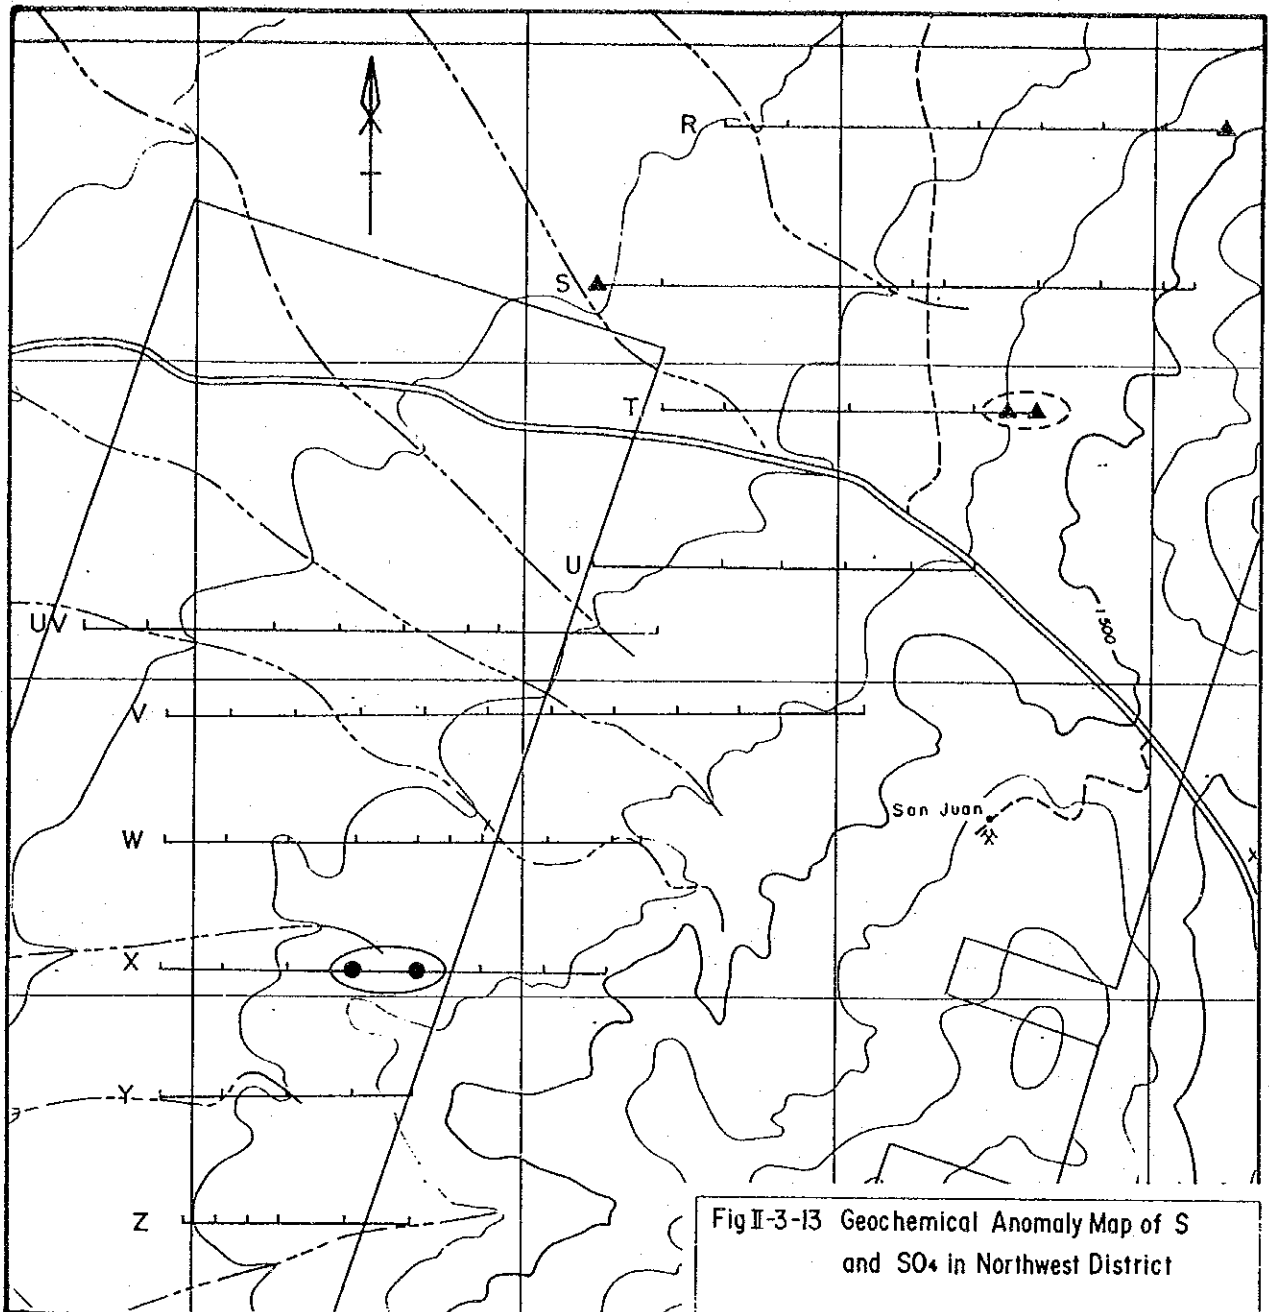 R
S
T
U
UV
1500
V
San Juan
W
X
Y
Z
Fig II-3-13 Geochemical Anomaly Map of S
and SO4 in Northwest District